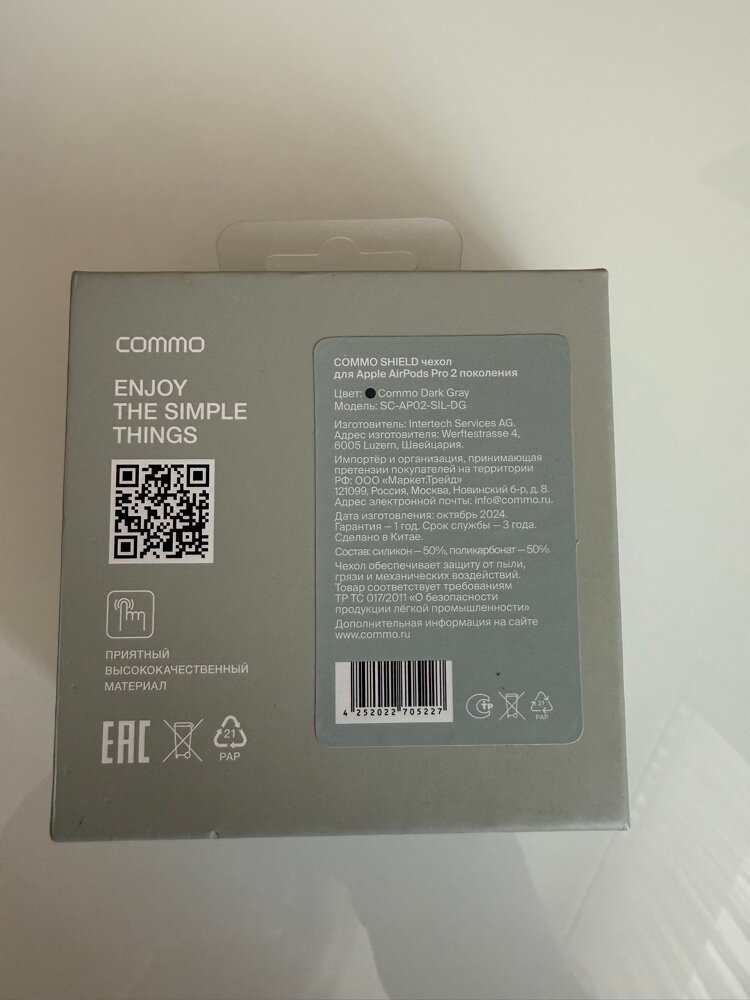 COMMO
ENJOY
THE SIMPLE
THINGS
ПРИЯТНЫЙ
ВЫСОКОКАЧЕСТВЕННЫЙ
МАТЕРИАЛ
EAC
21
PAP
COMMO SHIELD чехол
для Apple AirPods Pro 2 поколения
Цвет: Commo Dark Gray
Модель: SC-AP02-SIL-DG
Изготовитель: Intertech Services AG.
Адрес изготовителя: Werftestrasse 4,
6005 Luzern, Швейцария.
Импортёр и организация, принимающая
претензии покупателей на территории
РФ: ООО «Маркет.Трейд»
121099, Россия, Москва, Новинский б-р, д. 8.
Адрес электронной почты: info@commo.ru.
Дата изготовления: октябрь 2024.
Гарантия – 1 год. Срок службы – 3 года.
Сделано в Китае.
Состав: силикон – 50%, поликарбонат – 50%
Чехол обеспечивает защиту от пыли,
грязи и механических воздействий.
Товар соответствует требованиям
ТР ТС 017/2011 «О безопасности
продукции лёгкой промышленности»
Дополнительная информация на сайте
www.commo.ru
4 252022 705227
СТР
21
PAP